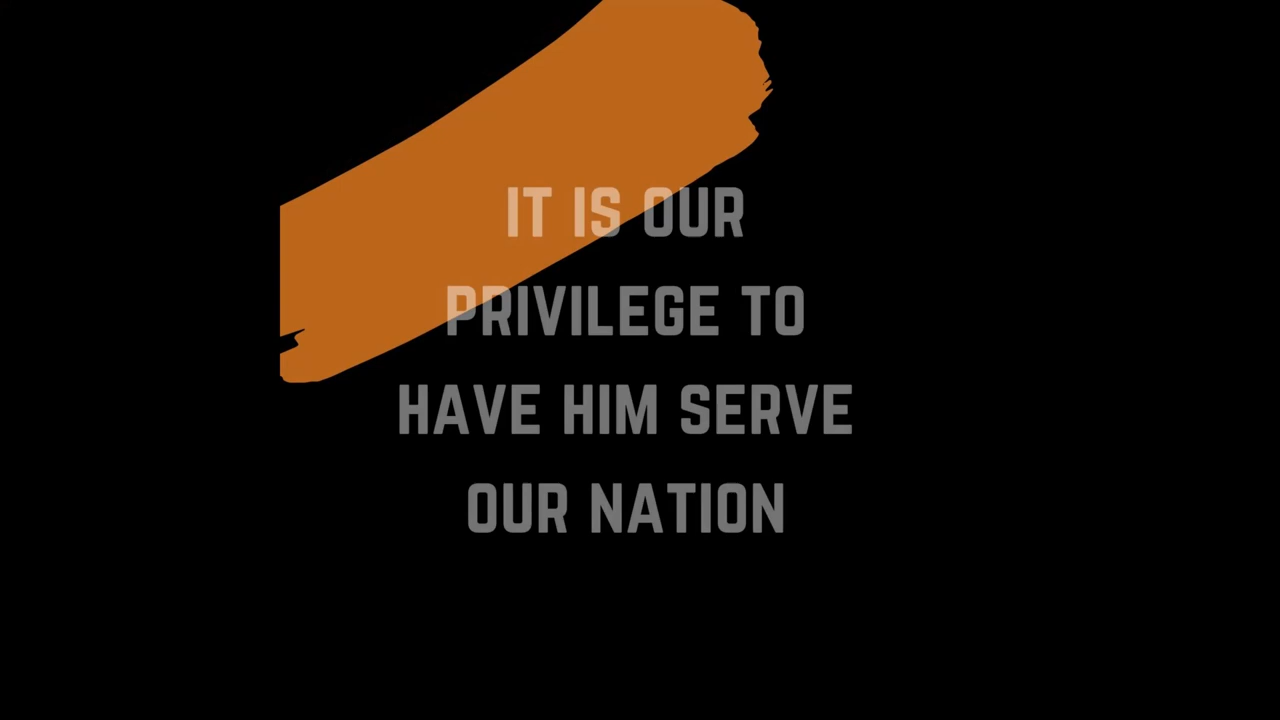 IT IS OUR
PRIVILEGE TO
HAVE HIM SERVE
OUR NATION